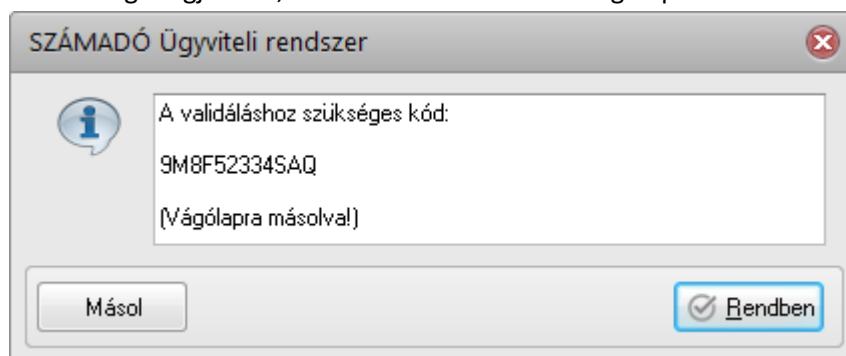 SZÁMADÓ Ügyviteli rendszer
A validáláshoz szükséges kód:
9M8F52334SAQ
(Vágólapra másolva!)
Másol
Rendben